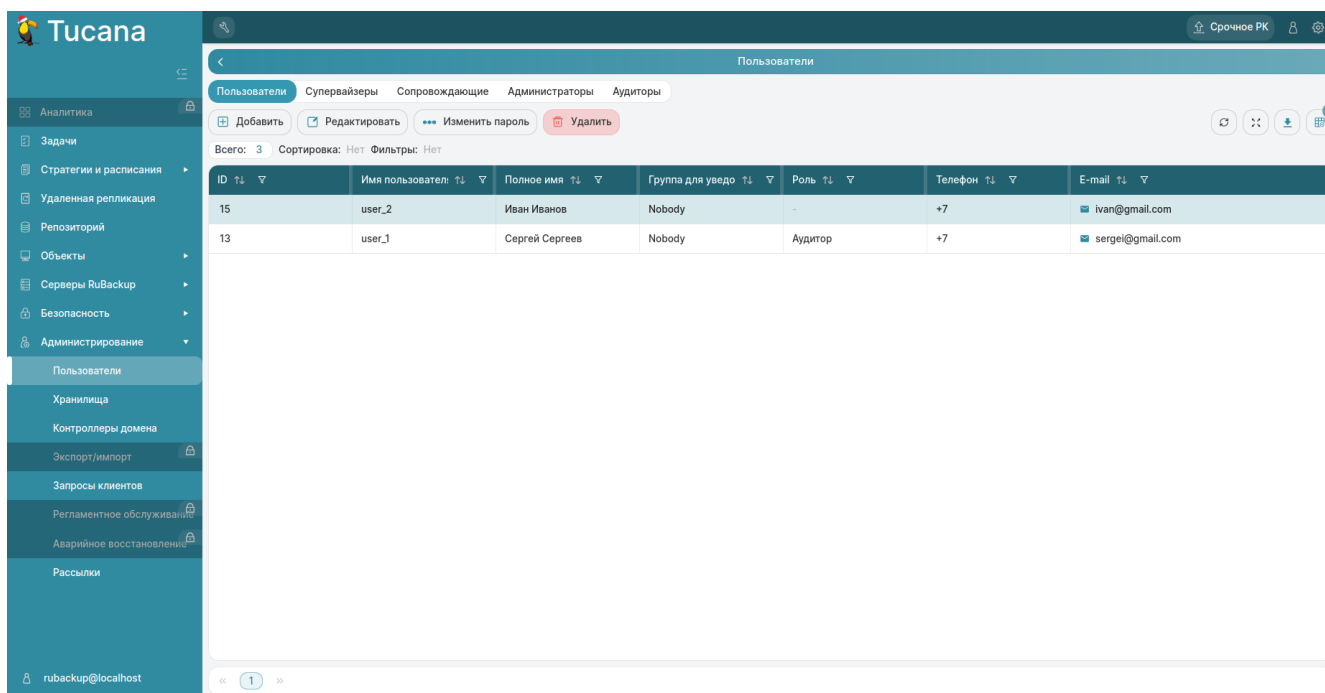 Tucana
Срочное РК
Пользователи
Пользователи Супервайзеры Сопровождающие Администраторы Аудиторы
Добавить Редактировать Изменить пароль Удалить
Всего: 3 Сортировка: Нет Фильтры: Нет
ID Имя пользовател Полное имя Группа для уведо Роль Телефон E-mail
15 user_2 Иван Иванов Nobody - +7 ivan@gmail.com
13 user_1 Сергей Сергеев Nobody Аудитор +7 sergei@gmail.com
Аналитика
Задачи
Стратегии и расписания
Удаленная репликация
Репозиторий
Объекты
Серверы RuBackup
Безопасность
Администрирование
Пользователи
Хранилища
Контроллеры домена
Экспорт/импорт
Запросы клиентов
Регламентное обслуживание
Аварийное восстановление
Рассылки
rubackup@localhost
« 1 »